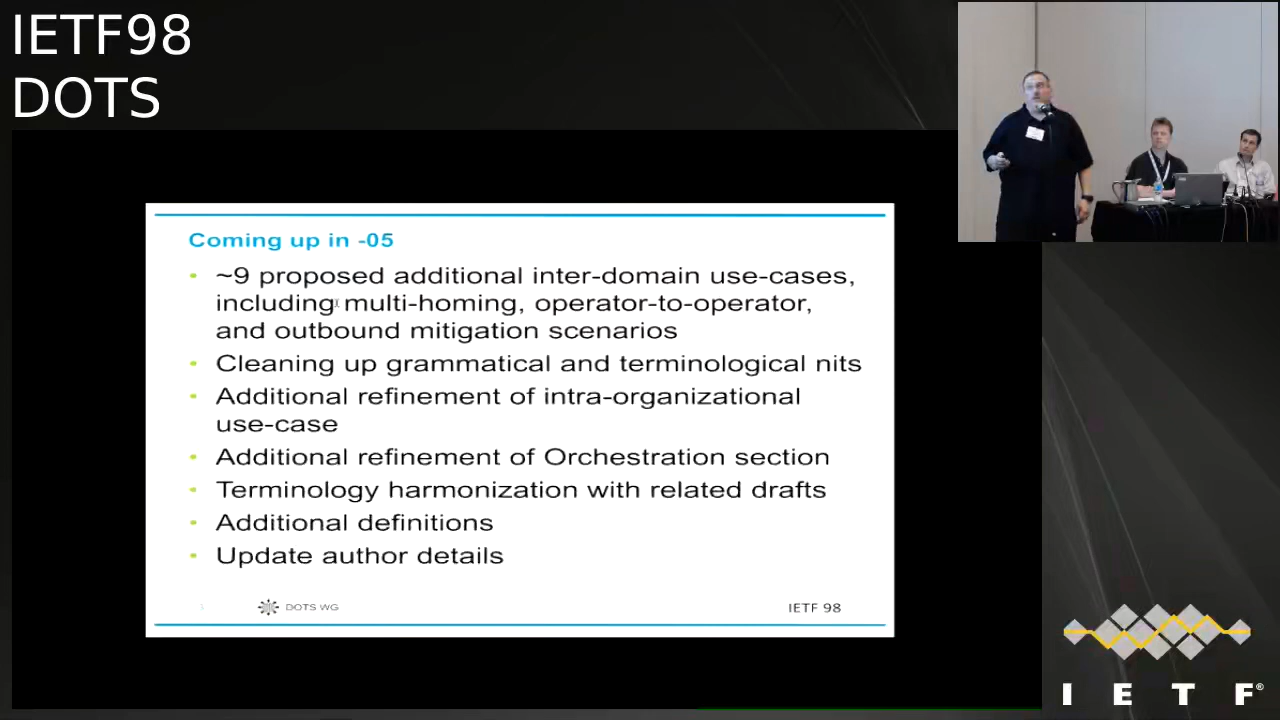 IETF98
DOTS
Coming up in -05
~9 proposed additional inter-domain use-cases,
including multi-homing, operator-to-operator,
and outbound mitigation scenarios
Cleaning up grammatical and terminological nits
Additional refinement of intra-organizational
use-case
Additional refinement of Orchestration section
Terminology harmonization with related drafts
Additional definitions
Update author details
DOTS WG
IETF 98
I E T F®